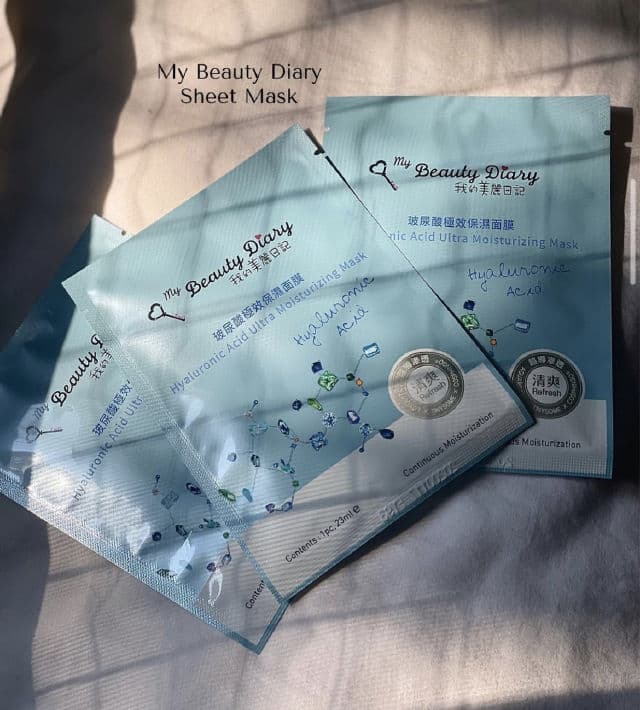 My Beauty Diary
Sheet Mask
My Beauty Diary
我的美麗日記
玻尿酸極效保濕面膜
nic Acid Ultra Moisturizing Mask
Hyaluronic
Acid
清爽
Refresh
us Moisturization
My Beauty Diary
我的美麗日記
玻尿酸極效保濕面膜
Hyaluronic Acid Ultra Moisturizing Mask
Hyaluronic
Acid
清爽
Refresh
Continuous Moisturization
Contents : 1pc, 23ml e
My Beauty
我的
玻尿酸極效
Hyaluronic Acid Ultr
Conten